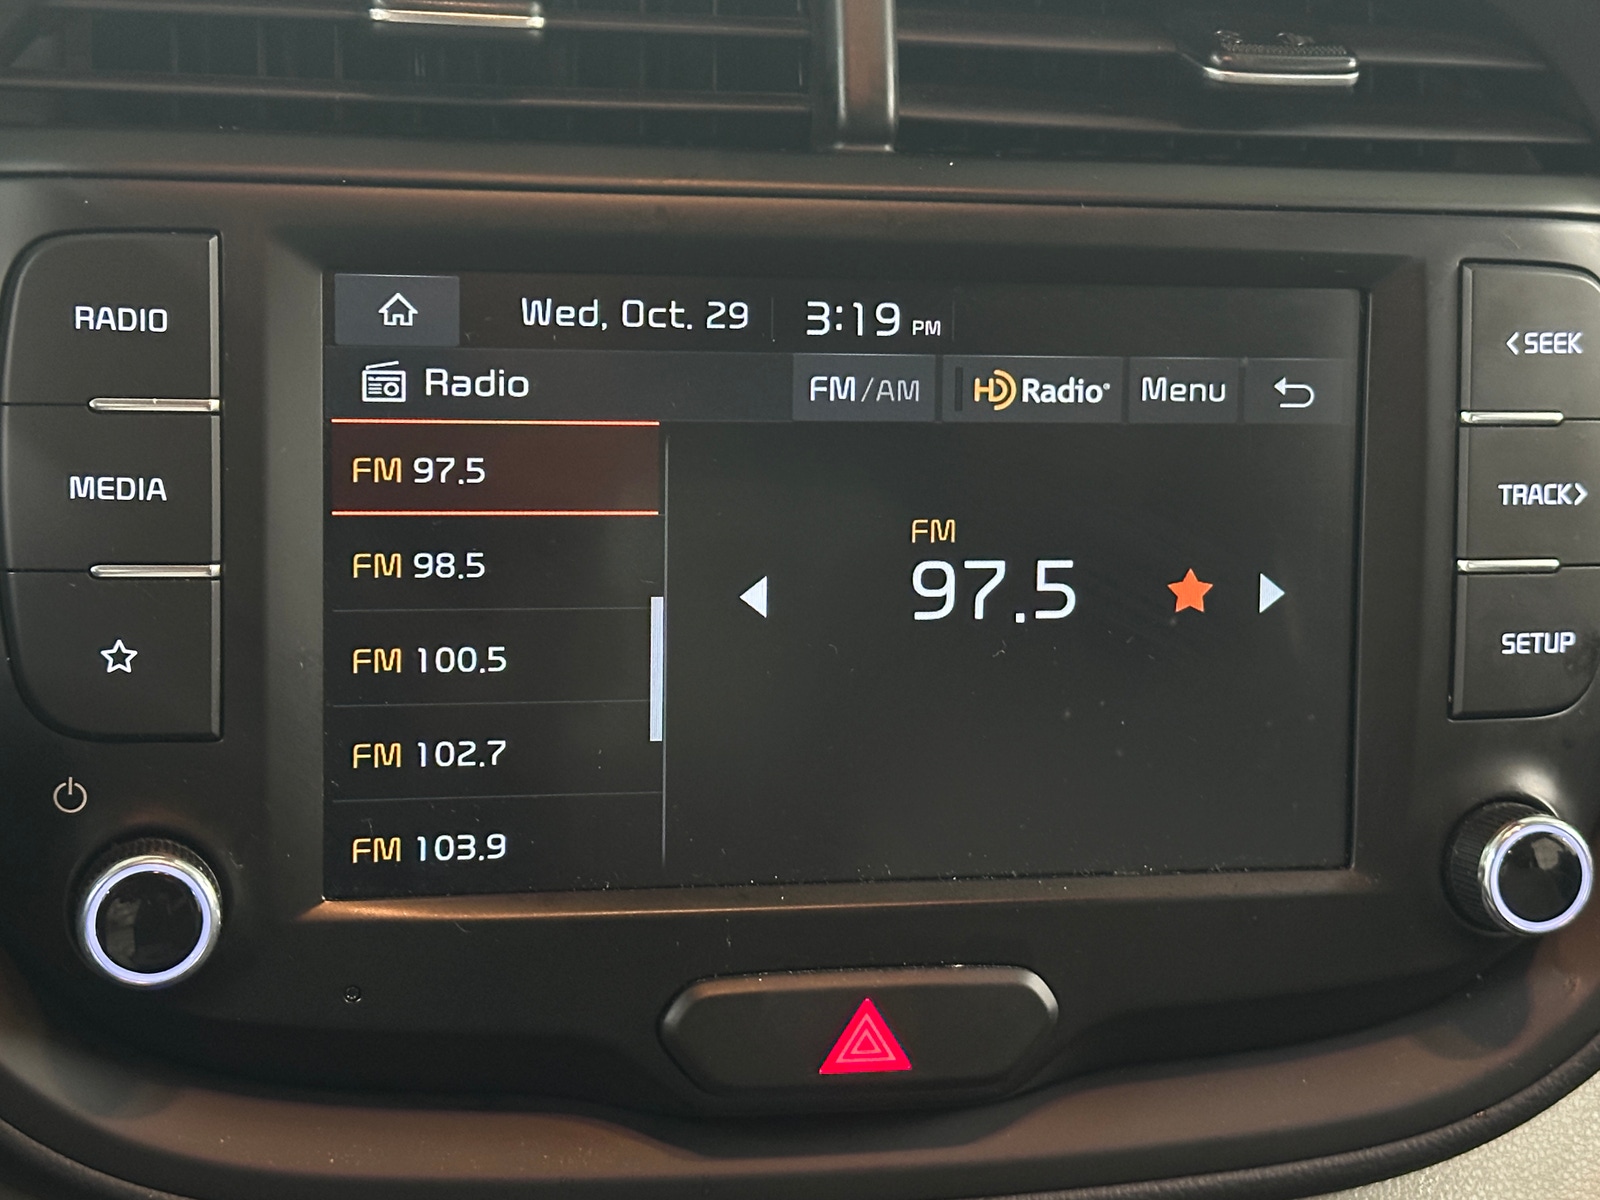 Wed, Oct. 29 3:19 PM
RADIO
<SEEK
Radio FM/AM HD Radio® Menu
FM 97.5
MEDIA
TRACK>
FM
97.5
FM 98.5
FM 100.5
SETUP
FM 102.7
FM 103.9